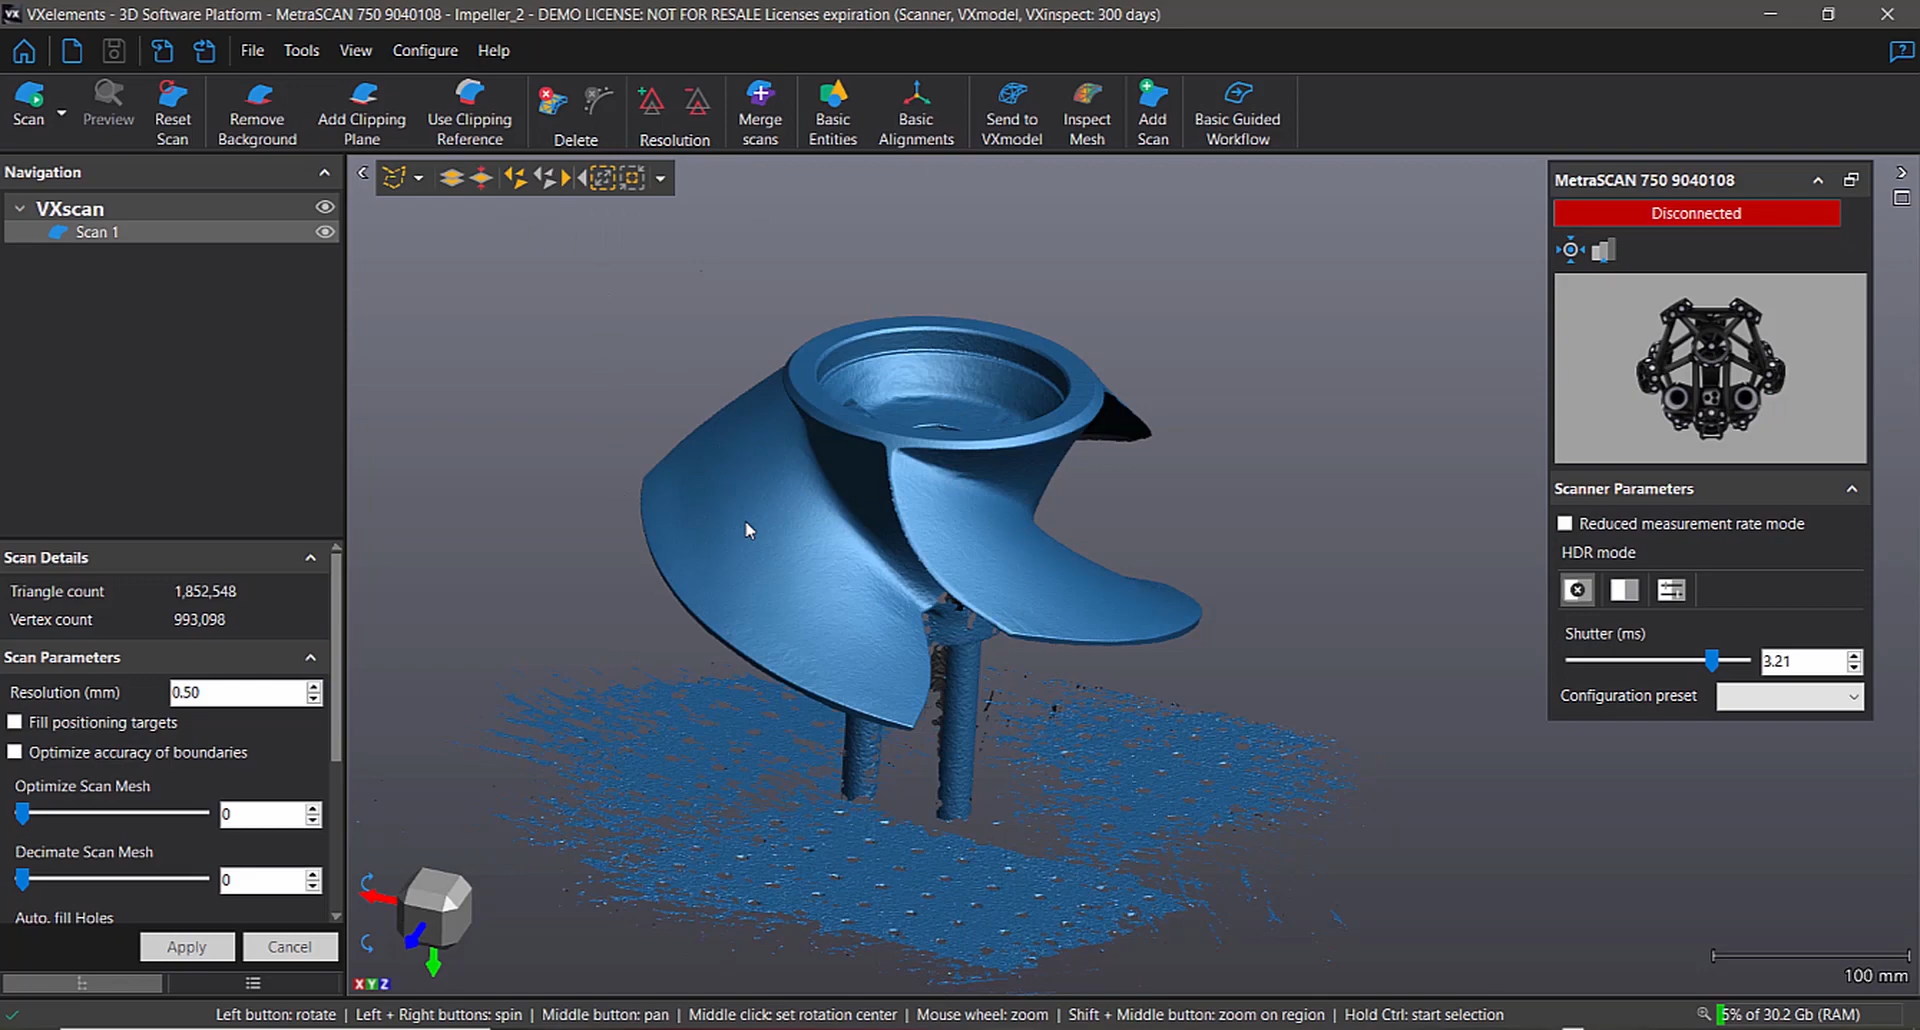 VXelements - 3D Software Platform - MetraSCAN 750 9040108 - Impeller_2 - DEMO LICENSE: NOT FOR RESALE Licenses expiration (Scanner, VXmodel, VXinspect: 300 days)
File Tools View Configure Help
Scan
Preview
Reset
Scan
Remove
Background
Add Clipping
Plane
Use Clipping
Reference
Delete
Resolution
Merge
scans
Basic
Entities
Basic
Alignments
Send to
VXmodel
Inspect
Mesh
Add
Scan
Basic Guided
Workflow
Navigation
VXscan
Scan 1
Scan Details
Triangle count 1,852,548
Vertex count 993,098
Scan Parameters
Resolution (mm) 0.50
Fill positioning targets
Optimize accuracy of boundaries
Optimize Scan Mesh
0
Decimate Scan Mesh
0
Auto. fill Holes
Apply Cancel
MetraSCAN 750 9040108
Disconnected
Scanner Parameters
Reduced measurement rate mode
HDR mode
Shutter (ms)
3.21
Configuration preset
X Y Z
100 mm
Left button: rotate | Left + Right buttons: spin | Middle button: pan | Middle click: set rotation center | Mouse wheel: zoom | Shift + Middle button: zoom on region | Hold Ctrl: start selection
5% of 30.2 Gb (RAM)